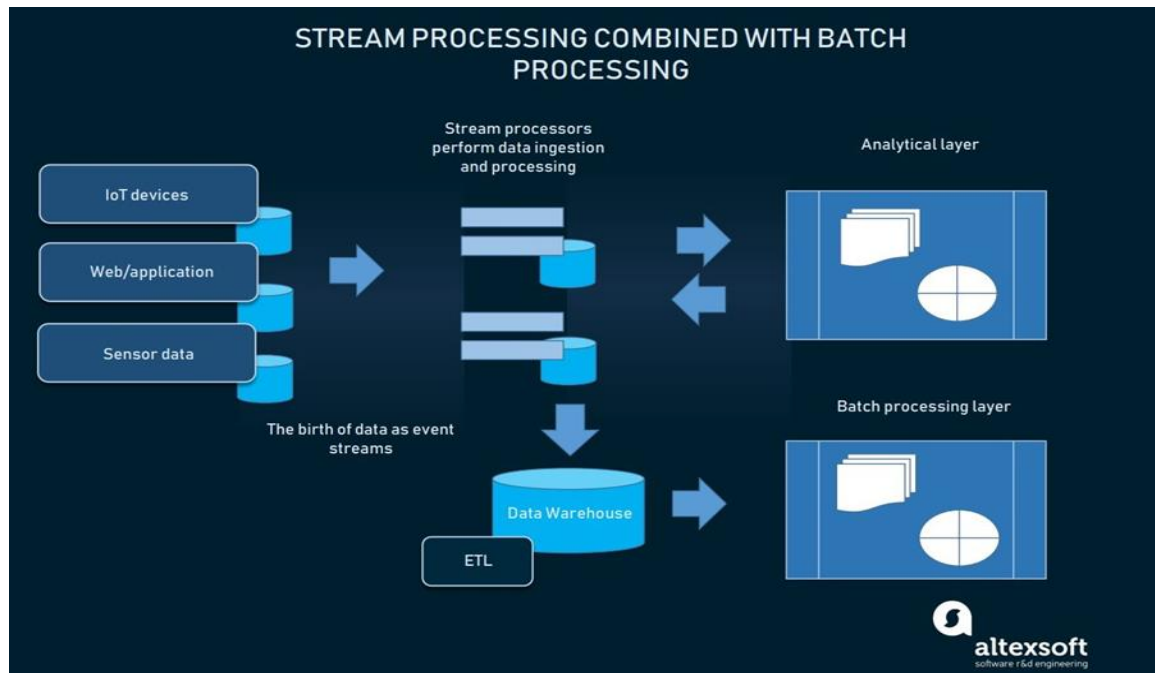 STREAM PROCESSING COMBINED WITH BATCH
PROCESSING
Stream processors
perform data ingestion
and processing
Analytical layer
IoT devices
Web/application
Sensor data
The birth of data as event
streams
Batch processing layer
Data Warehouse
ETL
altexsoft
software r&d engineering